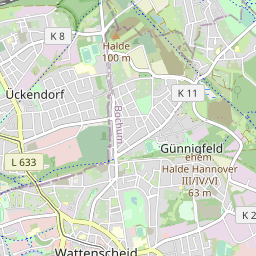 K 8
Halde
100 m
K 11
Ückendorf
Bochum
Günnigfeld
L 633
ehem.
Halde Hannover
III/IV/VI
63 m
K 2
Wattenscheid